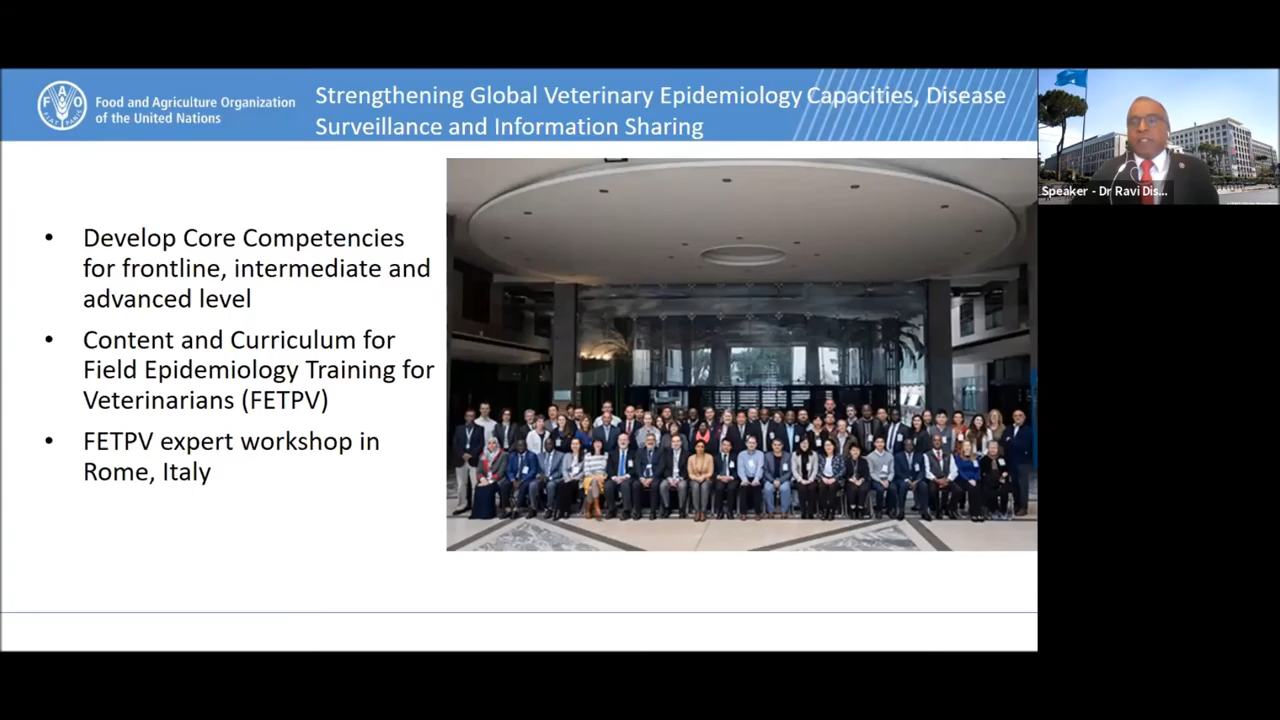 Food and Agriculture Organization
of the United Nations
Strengthening Global Veterinary Epidemiology Capacities, Disease
Surveillance and Information Sharing
• Develop Core Competencies
for frontline, intermediate and
advanced level
• Content and Curriculum for
Field Epidemiology Training for
Veterinarians (FETPV)
• FETPV expert workshop in
Rome, Italy
Speaker - Dr Ravi Dis...
F A O
FIAT PANIS